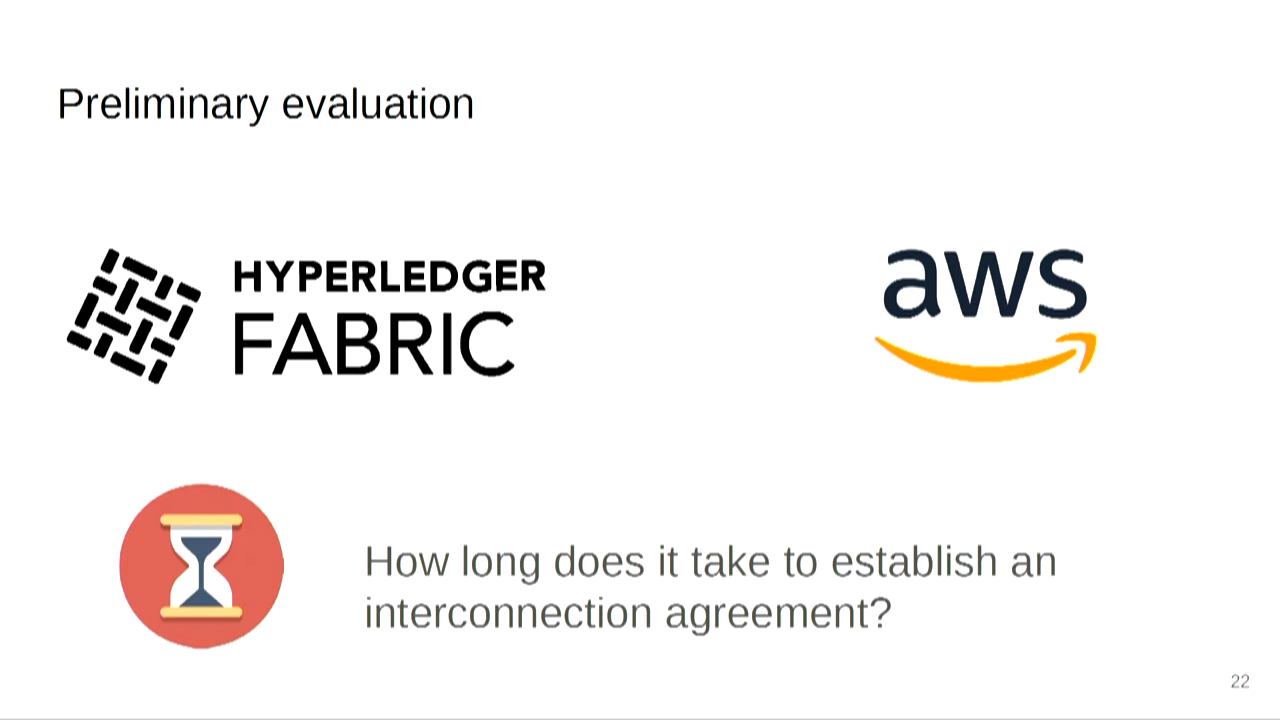 Preliminary evaluation
HYPERLEDGER
FABRIC
aws
How long does it take to establish an
interconnection agreement?
22